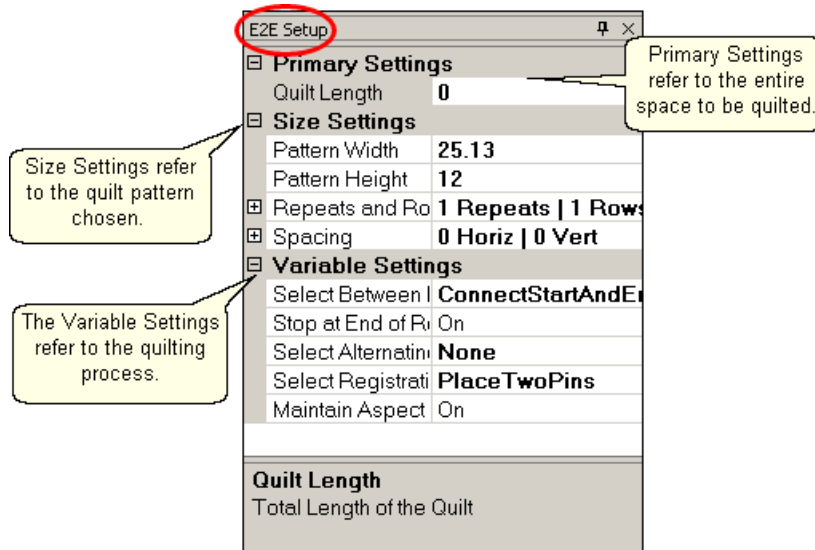 E2E Setup
Primary Settings
Quilt Length 0
Size Settings
Pattern Width 25.13
Pattern Height 12
Repeats and Ro 1 Repeats | 1 Rows
Spacing 0 Horiz | 0 Vert
Variable Settings
Select Between ConnectStartAndEn
Stop at End of R On
Select Alternatin None
Select Registrati PlaceTwoPins
Maintain Aspect On
Quilt Length
Total Length of the Quilt
Primary Settings
refer to the entire
space to be quilted.
Size Settings refer
to the quilt pattern
chosen.
The Variable Settings
refer to the quilting
process.